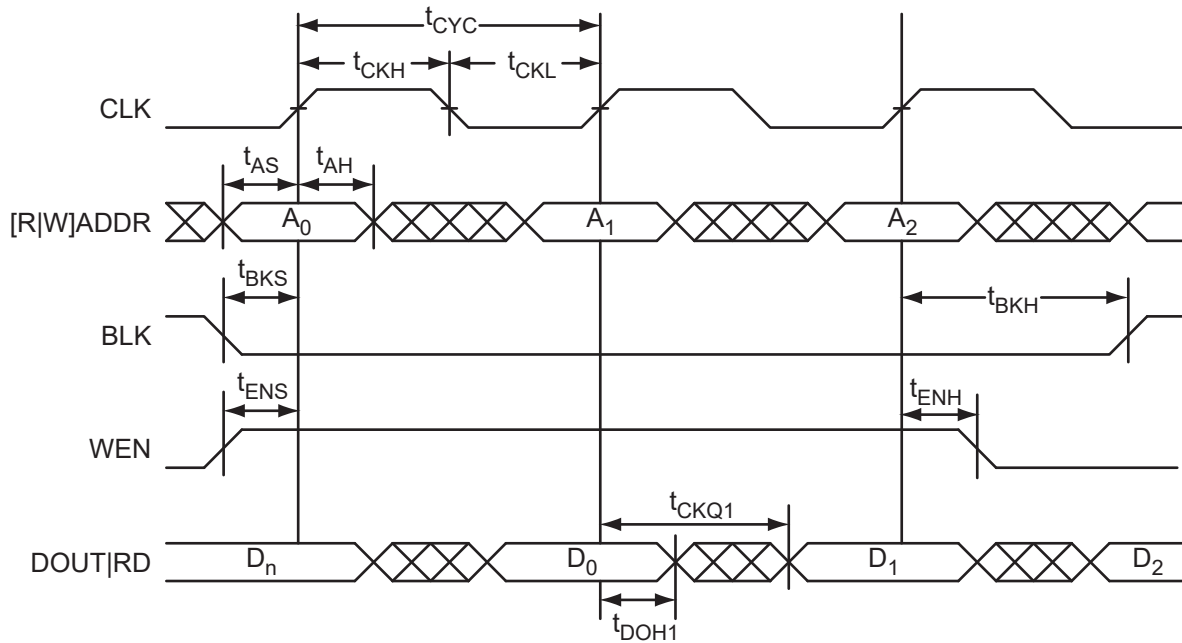 tCYC
tCKH tCKL
CLK
tAS tAH
[R|W]ADDR A0 A1 A2
tBKS tBKH
BLK
tENS tENH
WEN
tCKQ1
DOUT|RD Dn D0 D1 D2
tDOH1